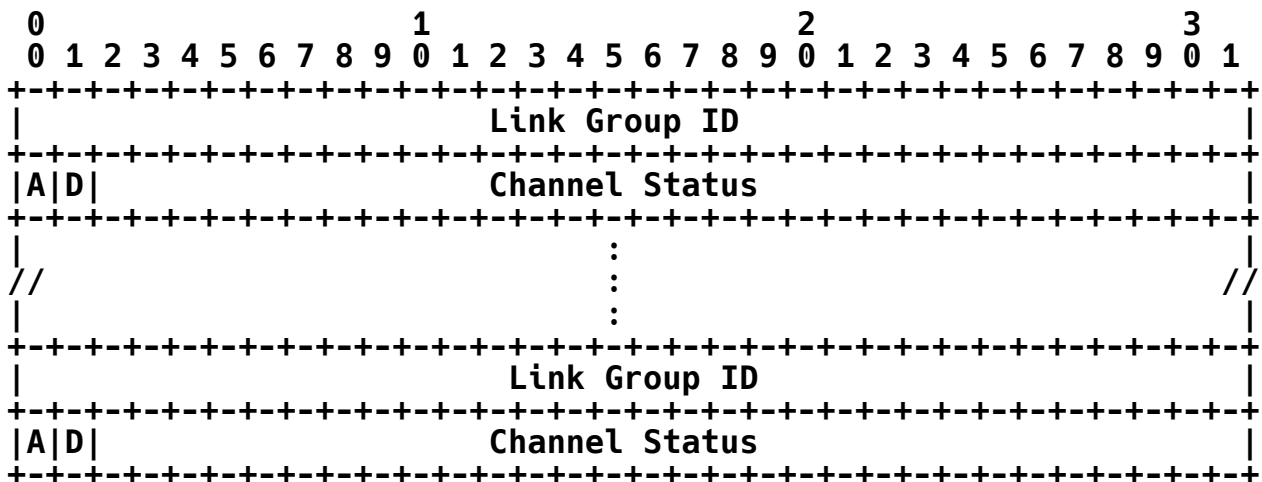 0                   1                   2                   3
 0 1 2 3 4 5 6 7 8 9 0 1 2 3 4 5 6 7 8 9 0 1 2 3 4 5 6 7 8 9 0 1
+-+-+-+-+-+-+-+-+-+-+-+-+-+-+-+-+-+-+-+-+-+-+-+-+-+-+-+-+-+-+-+-+
|                        Link Group ID                          |
+-+-+-+-+-+-+-+-+-+-+-+-+-+-+-+-+-+-+-+-+-+-+-+-+-+-+-+-+-+-+-+-+
|A|D|                    Channel Status                         |
+-+-+-+-+-+-+-+-+-+-+-+-+-+-+-+-+-+-+-+-+-+-+-+-+-+-+-+-+-+-+-+-+
|                              :                                |
//                             :                               //
|                              :                                |
+-+-+-+-+-+-+-+-+-+-+-+-+-+-+-+-+-+-+-+-+-+-+-+-+-+-+-+-+-+-+-+-+
|                         Link Group ID                         |
+-+-+-+-+-+-+-+-+-+-+-+-+-+-+-+-+-+-+-+-+-+-+-+-+-+-+-+-+-+-+-+-+
|A|D|                    Channel Status                         |
+-+-+-+-+-+-+-+-+-+-+-+-+-+-+-+-+-+-+-+-+-+-+-+-+-+-+-+-+-+-+-+-+